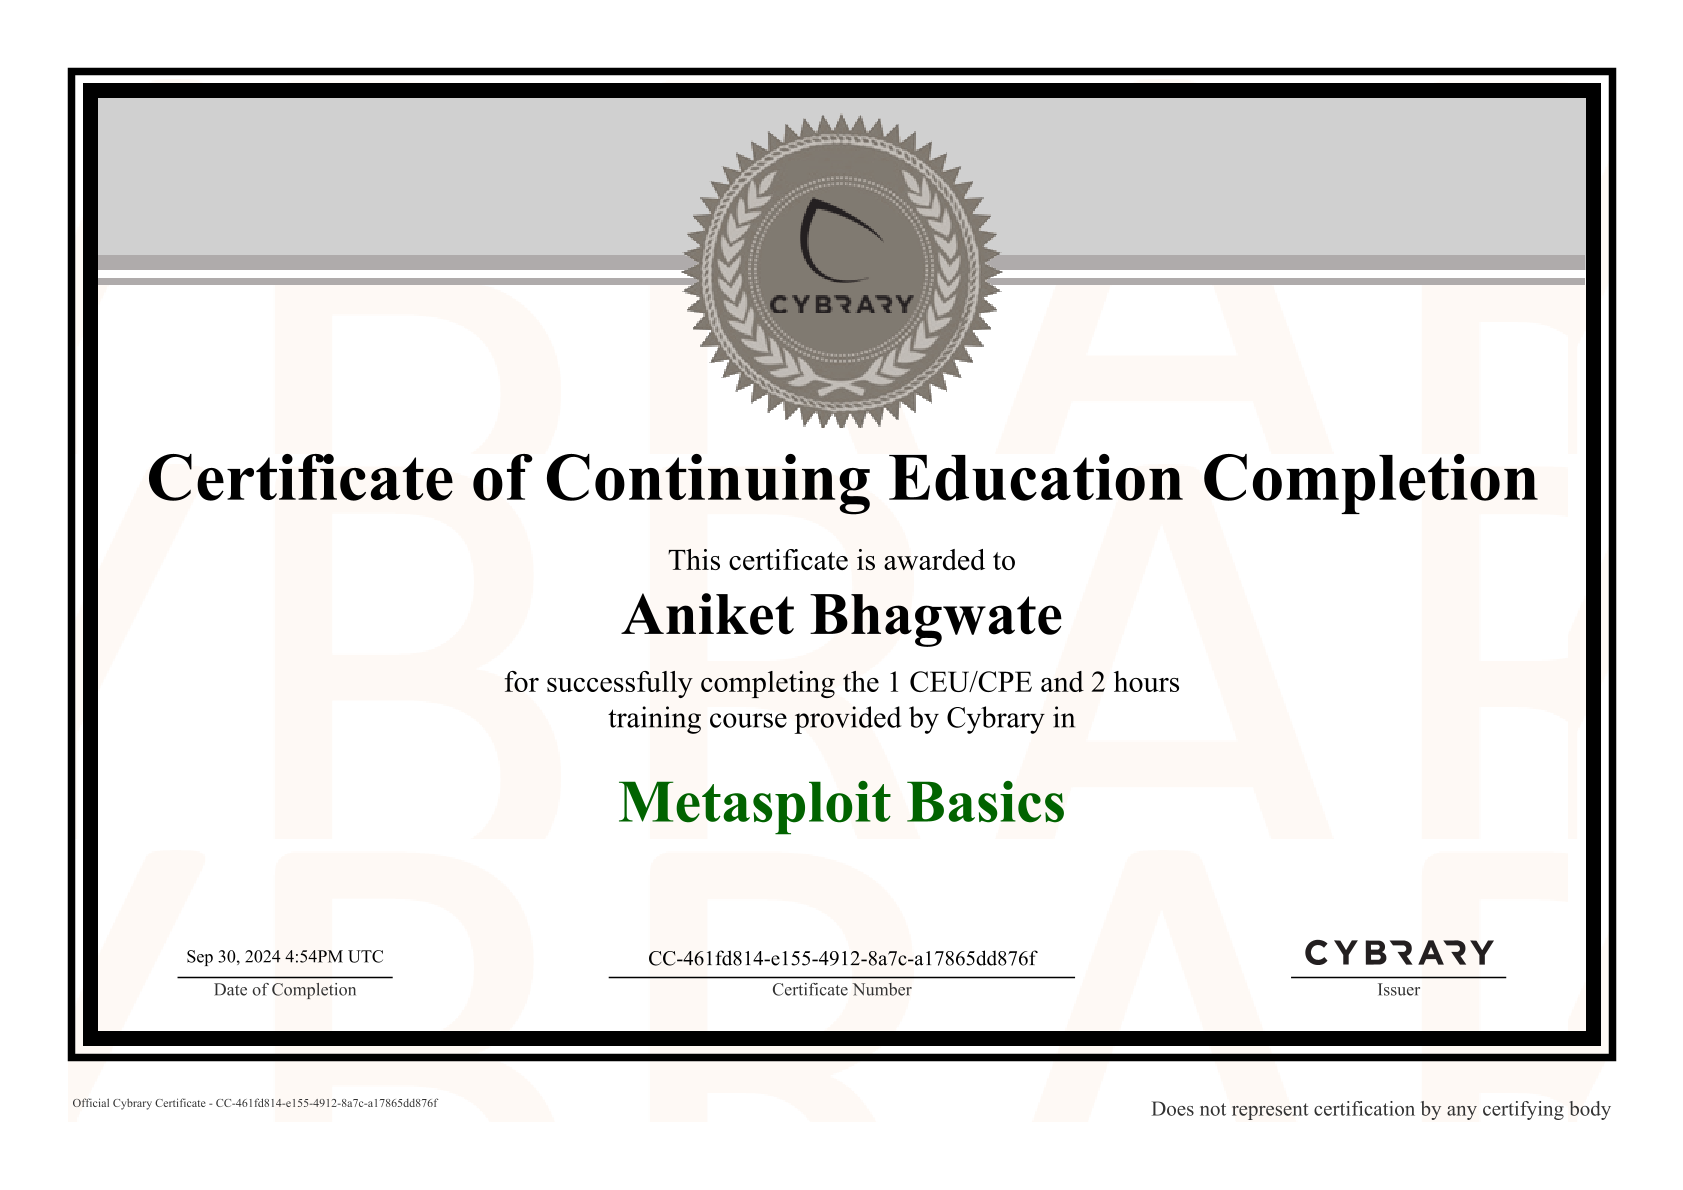 CYBRARY
Certificate of Continuing Education Completion
This certificate is awarded to
Aniket Bhagwate
for successfully completing the 1 CEU/CPE and 2 hours
training course provided by Cybrary in
Metasploit Basics
Sep 30, 2024 4:54PM UTC
Date of Completion
CC-461fd814-e155-4912-8a7c-a17865dd876f
Certificate Number
CYBRARY
Issuer
Official Cybrary Certificate - CC-461fd814-e155-4912-8a7c-a17865dd876f
Does not represent certification by any certifying body